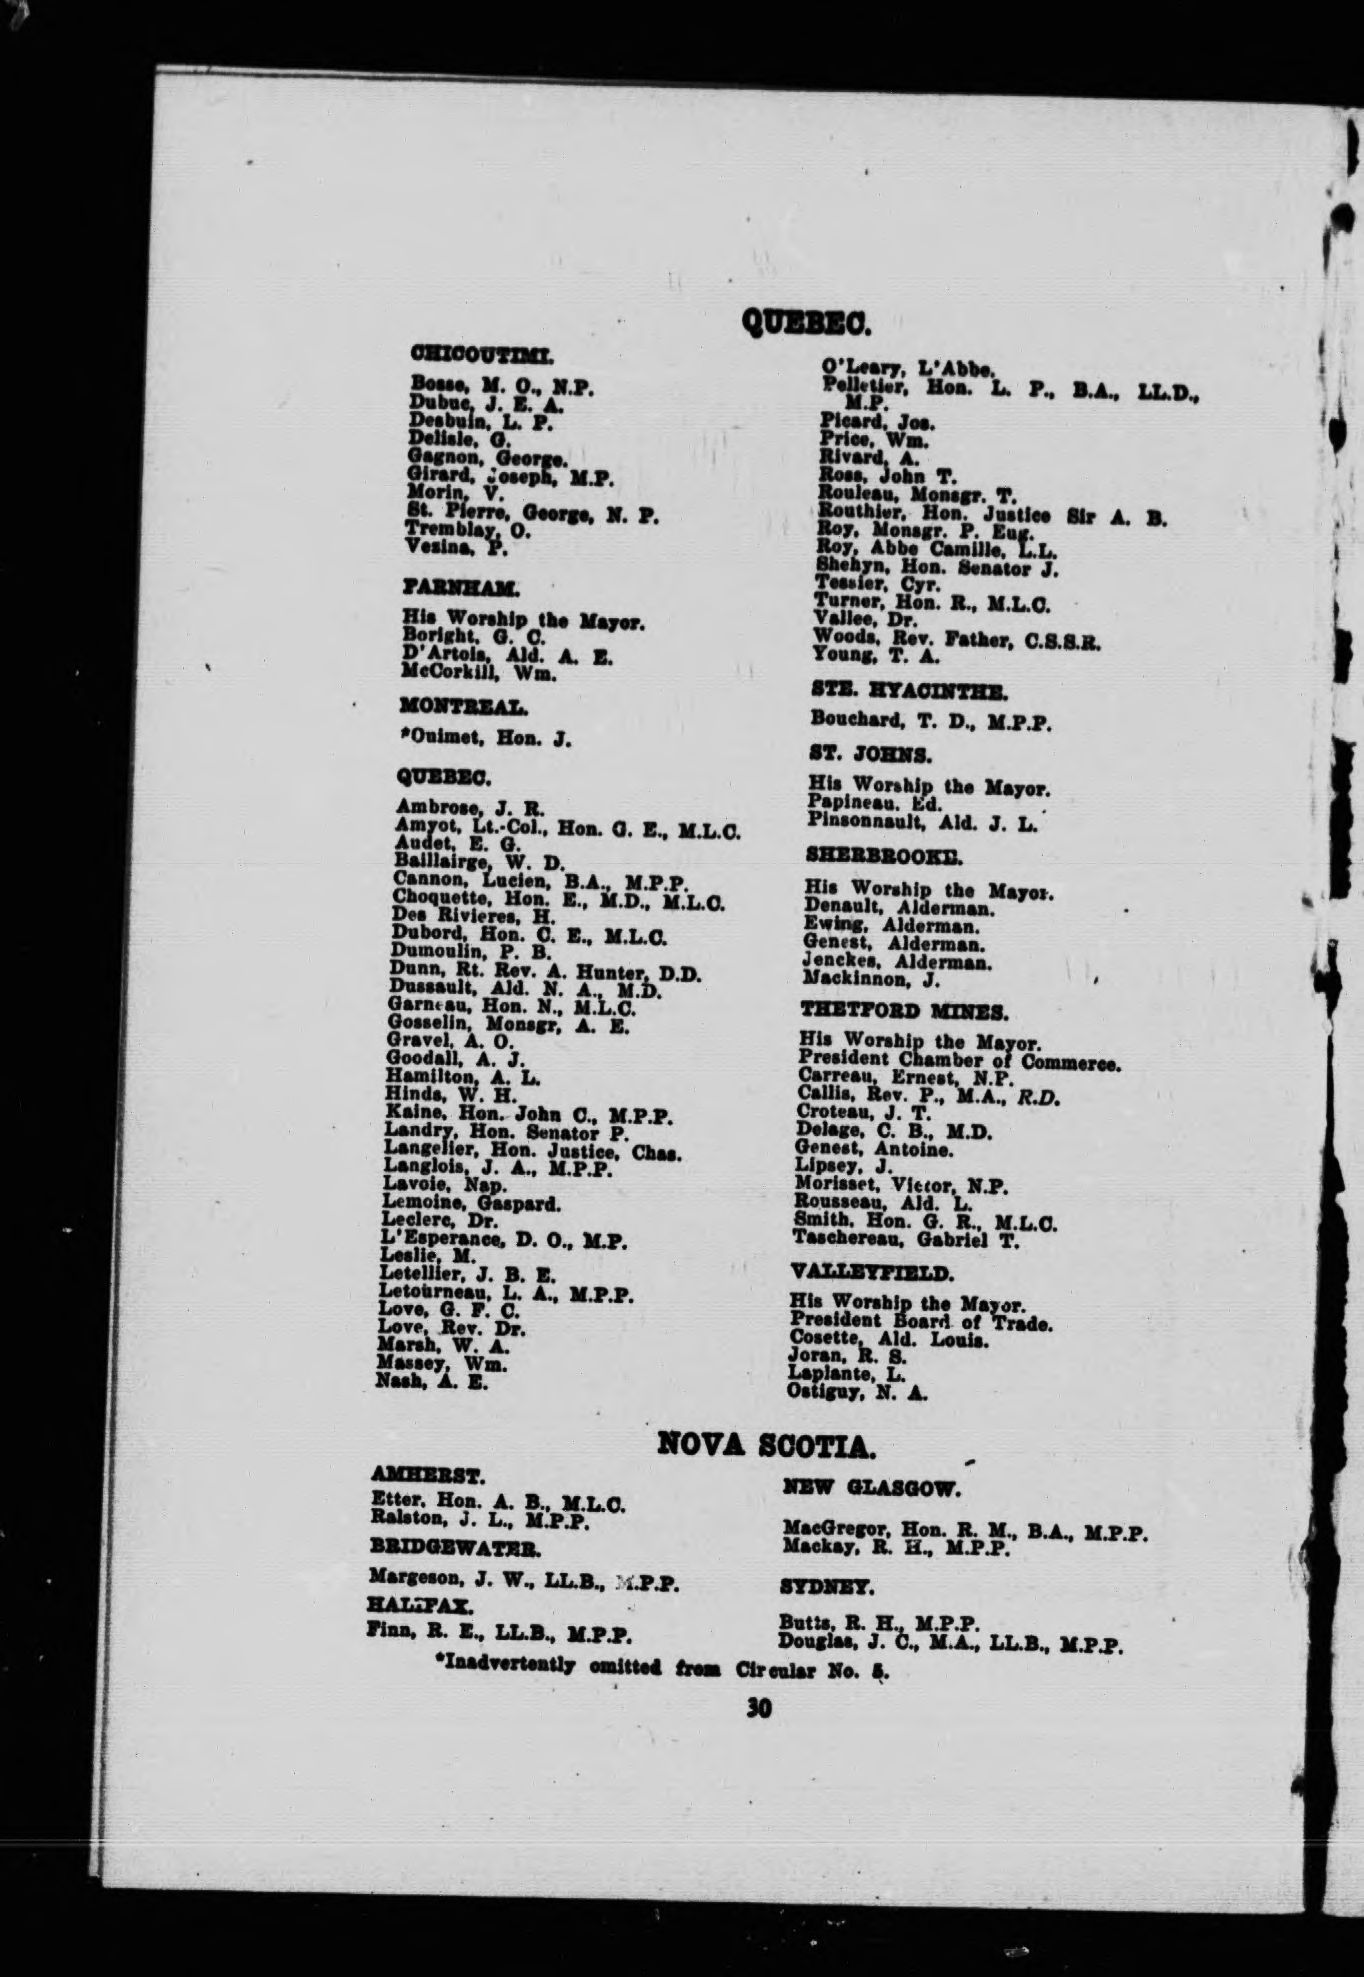 QUEBEC.
CHICOUTIMI.
Bosse, M. O., N.P.
Dubuc, J. E. A.
Desbuin, L. P.
Delisle, G.
Gagnon, George.
Girard, Joseph, M.P.
Morin, V.
St. Pierre, George, N. P.
Tremblay, O.
Vezina, P.
FARNHAM.
His Worship the Mayor.
Boright, G. C.
D'Artois, Ald. A. E.
McCorkill, Wm.
MONTREAL.
*Ouimet, Hon. J.
QUEBEC.
Ambrose, J. R.
Amyot, Lt.-Col., Hon. G. E., M.L.C.
Audet, E. G.
Baillairge, W. D.
Cannon, Lucien, B.A., M.P.P.
Choquette, Hon. E., M.D., M.L.C.
Des Rivieres, H.
Dubord, Hon. C. E., M.L.C.
Dumoulin, P. B.
Dunn, Rt. Rev. A. Hunter, D.D.
Dussault, Ald. N. A., M.D.
Garneau, Hon. N., M.L.C.
Gosselin, Monsgr, A. E.
Gravel, A. O.
Goodall, A. J.
Hamilton, A. L.
Hinds, W. H.
Kaine, Hon. John C., M.P.P.
Landry, Hon. Senator P.
Langelier, Hon. Justice, Chas.
Langlois, J. A., M.P.P.
Lavoie, Nap.
Lemoine, Gaspard.
Leclerc, Dr.
L'Esperance, D. O., M.P.
Leslie, M.
Letellier, J. B. E.
Letourneau, L. A., M.P.P.
Love, G. F. C.
Love, Rev. Dr.
Marsh, W. A.
Massey, Wm.
Nash, A. E.
O'Leary, L'Abbe.
Pelletier, Hon. L. P., B.A., LL.D.,
M.P.
Picard, Jos.
Price, Wm.
Rivard, A.
Ross, John T.
Rouleau, Monsgr. T.
Routhier, Hon. Justice Sir A. B.
Roy, Monsgr. P. Eug.
Roy, Abbe Camille, L.L.
Shehyn, Hon. Senator J.
Tessier, Cyr.
Turner, Hon. R., M.L.C.
Vallee, Dr.
Woods, Rev. Father, C.S.S.R.
Young, T. A.
STE. HYACINTHE.
Bouchard, T. D., M.P.P.
ST. JOHNS.
His Worship the Mayor.
Papineau. Ed.
Pinsonnault, Ald. J. L.
SHERBROOKE.
His Worship the Mayor.
Denault, Alderman.
Ewing, Alderman.
Genest, Alderman.
Jenckes, Alderman.
Mackinnon, J.
THETFORD MINES.
His Worship the Mayor.
President Chamber of Commerce.
Carreau, Ernest, N.P.
Callis, Rev. P., M.A., R.D.
Croteau, J. T.
Delage, C. B., M.D.
Genest, Antoine.
Lipsey, J.
Morisset, Victor, N.P.
Rousseau, Ald. L.
Smith, Hon. G. R., M.L.C.
Taschereau, Gabriel T.
VALLEYFIELD.
His Worship the Mayor.
President Board of Trade.
Cosette, Ald. Louis.
Joran, R. S.
Laplante, L.
Ostiguy, N. A.
NOVA SCOTIA.
AMHERST.
Etter, Hon. A. B., M.L.C.
Ralston, J. L., M.P.P.
BRIDGEWATER.
Margeson, J. W., LL.B., M.P.P.
HALIFAX.
Finn, R. E., LL.B., M.P.P.
NEW GLASGOW.
MacGregor, Hon. R. M., B.A., M.P.P.
Mackay, R. H., M.P.P.
SYDNEY.
Butts, R. H., M.P.P.
Douglas, J. C., M.A., LL.B., M.P.P.
*Inadvertently omitted from Circular No. 5.
30